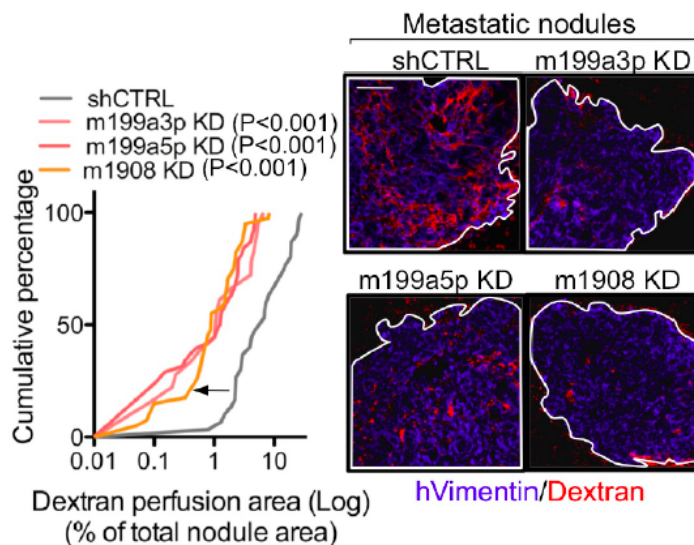 Metastatic nodules
shCTRL
m199a3p KD
m199a5p KD
m1908 KD
hVimentin/Dextran
shCTRL
m199a3p KD (P<0.001)
m199a5p KD (P<0.001)
m1908 KD (P<0.001)
Cumulative percentage
100
50
0
0.01
0.1
1
10
Dextran perfusion area (Log)
(% of total nodule area)